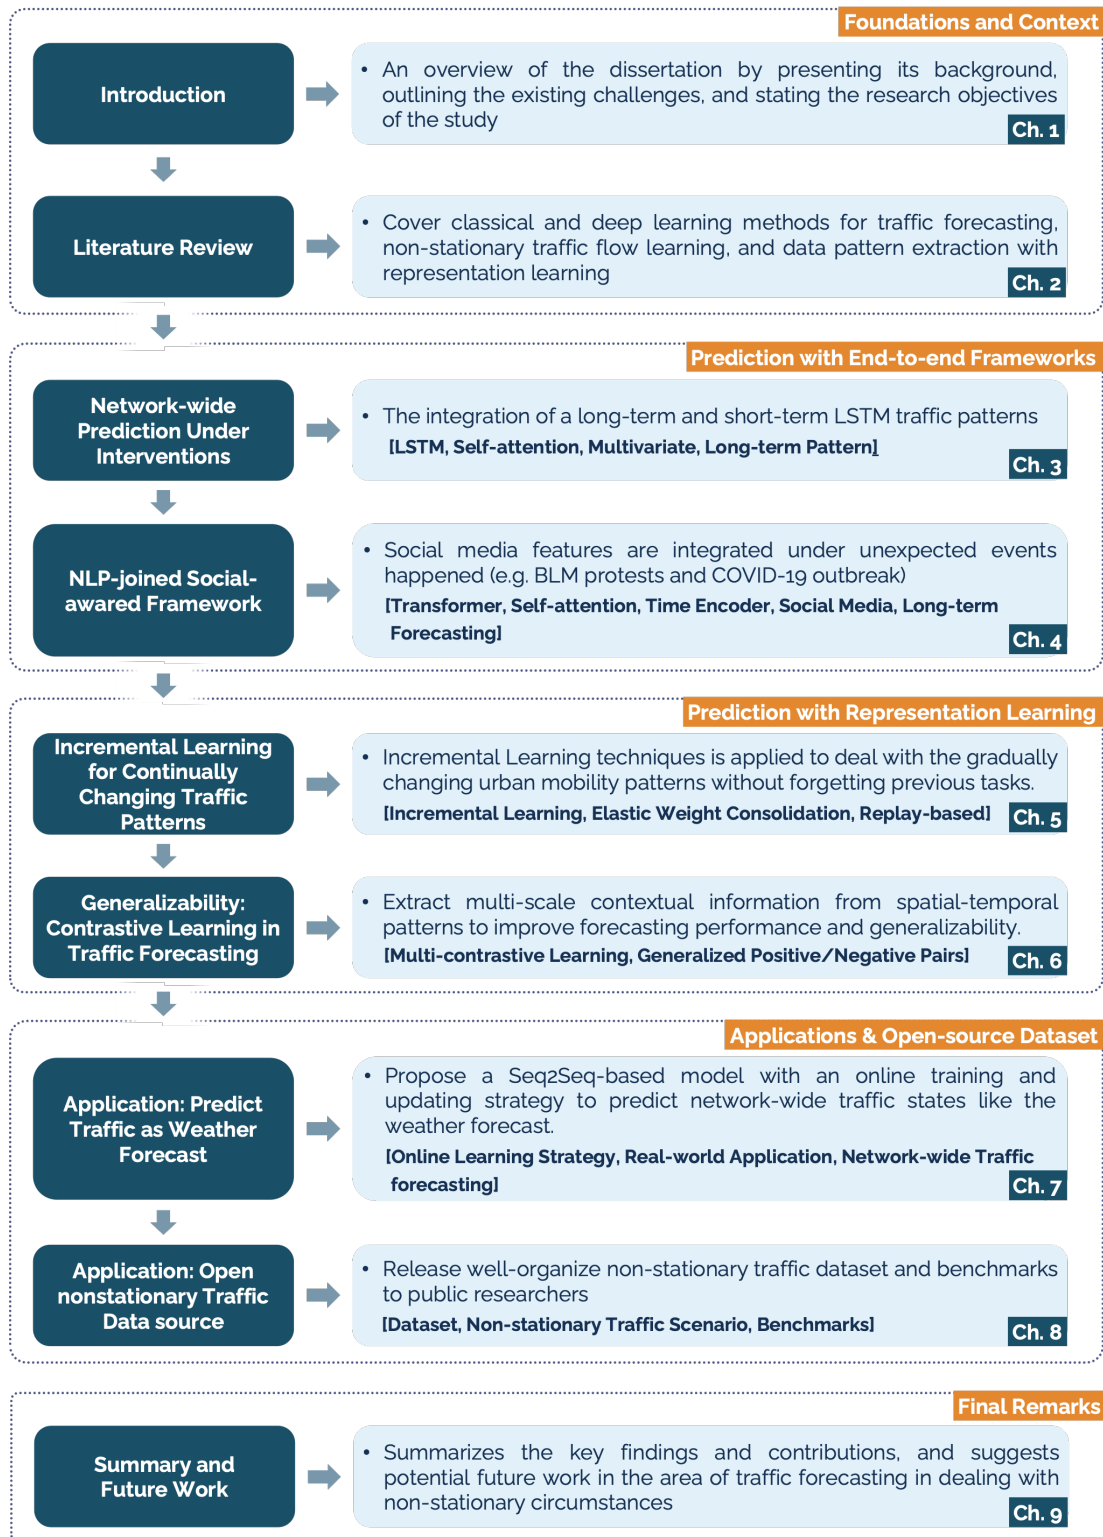 Foundations and Context
Introduction
• An overview of the dissertation by presenting its background,
outlining the existing challenges, and stating the research objectives
of the study
Ch. 1
Literature Review
• Cover classical and deep learning methods for traffic forecasting,
non-stationary traffic flow learning, and data pattern extraction with
representation learning
Ch. 2
Prediction with End-to-end Frameworks
Network-wide
Prediction Under
Interventions
• The integration of a long-term and short-term LSTM traffic patterns
[LSTM, Self-attention, Multivariate, Long-term Pattern]
Ch. 3
NLP-joined Social-
awared Framework
• Social media features are integrated under unexpected events
happened (e.g. BLM protests and COVID-19 outbreak)
[Transformer, Self-attention, Time Encoder, Social Media, Long-term
Forecasting]
Ch. 4
Prediction with Representation Learning
Incremental Learning
for Continually
Changing Traffic
Patterns
• Incremental Learning techniques is applied to deal with the gradually
changing urban mobility patterns without forgetting previous tasks.
[Incremental Learning, Elastic Weight Consolidation, Replay-based]
Ch. 5
Generalizability:
Contrastive Learning in
Traffic Forecasting
• Extract multi-scale contextual information from spatial-temporal
patterns to improve forecasting performance and generalizability.
[Multi-contrastive Learning, Generalized Positive/Negative Pairs]
Ch. 6
Applications & Open-source Dataset
Application: Predict
Traffic as Weather
Forecast
• Propose a Seq2Seq-based model with an online training and
updating strategy to predict network-wide traffic states like the
weather forecast.
[Online Learning Strategy, Real-world Application, Network-wide Traffic
forecasting]
Ch. 7
Application: Open
nonstationary Traffic
Data source
• Release well-organize non-stationary traffic dataset and benchmarks
to public researchers
[Dataset, Non-stationary Traffic Scenario, Benchmarks]
Ch. 8
Final Remarks
Summary and
Future Work
• Summarizes the key findings and contributions, and suggests
potential future work in the area of traffic forecasting in dealing with
non-stationary circumstances
Ch. 9